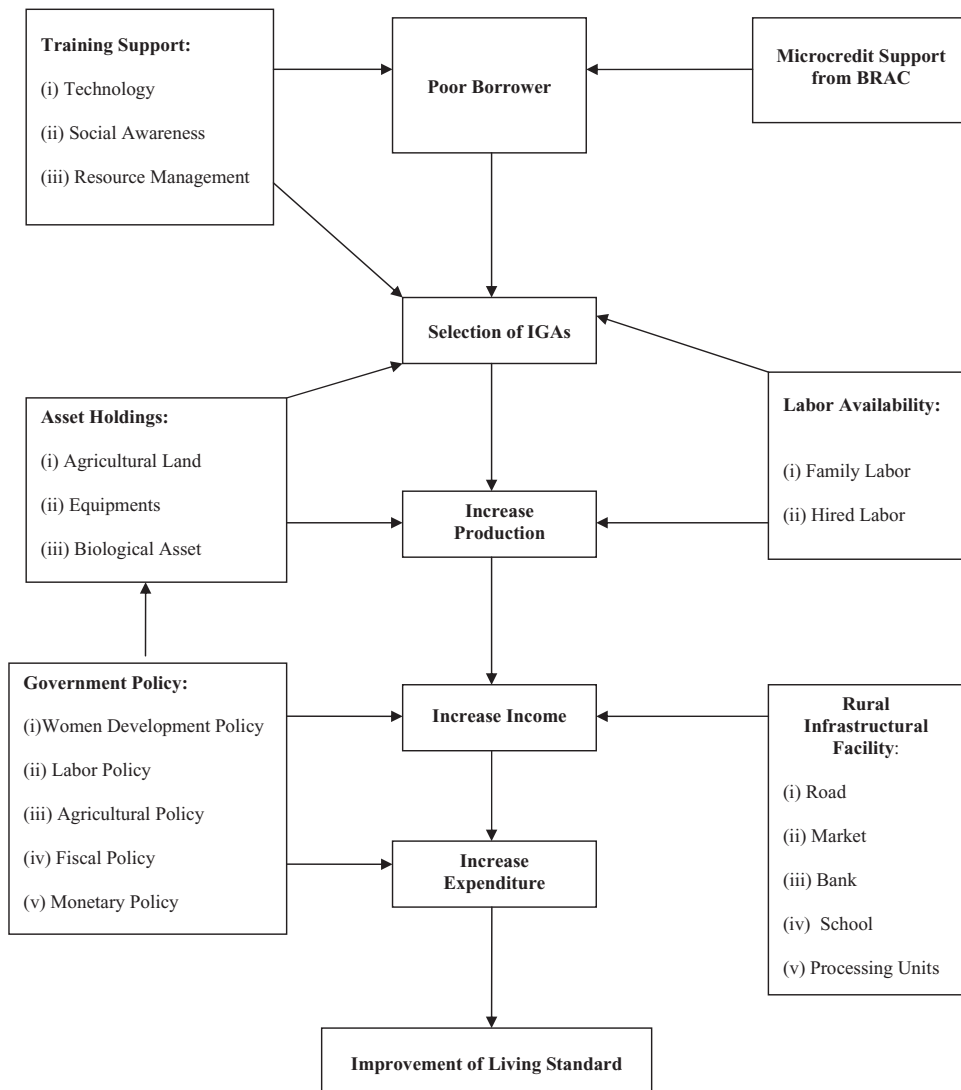 Training Support:
(i) Technology
(ii) Social Awareness
(iii) Resource Management
Poor Borrower
Microcredit Support
from BRAC
Selection of IGAs
Asset Holdings:
(i) Agricultural Land
(ii) Equipments
(iii) Biological Asset
Labor Availability:
(i) Family Labor
(ii) Hired Labor
Increase
Production
Government Policy:
(i)Women Development Policy
(ii) Labor Policy
(iii) Agricultural Policy
(iv) Fiscal Policy
(v) Monetary Policy
Increase Income
Rural
Infrastructural
Facility:
(i) Road
(ii) Market
(iii) Bank
(iv) School
(v) Processing Units
Increase
Expenditure
Improvement of Living Standard